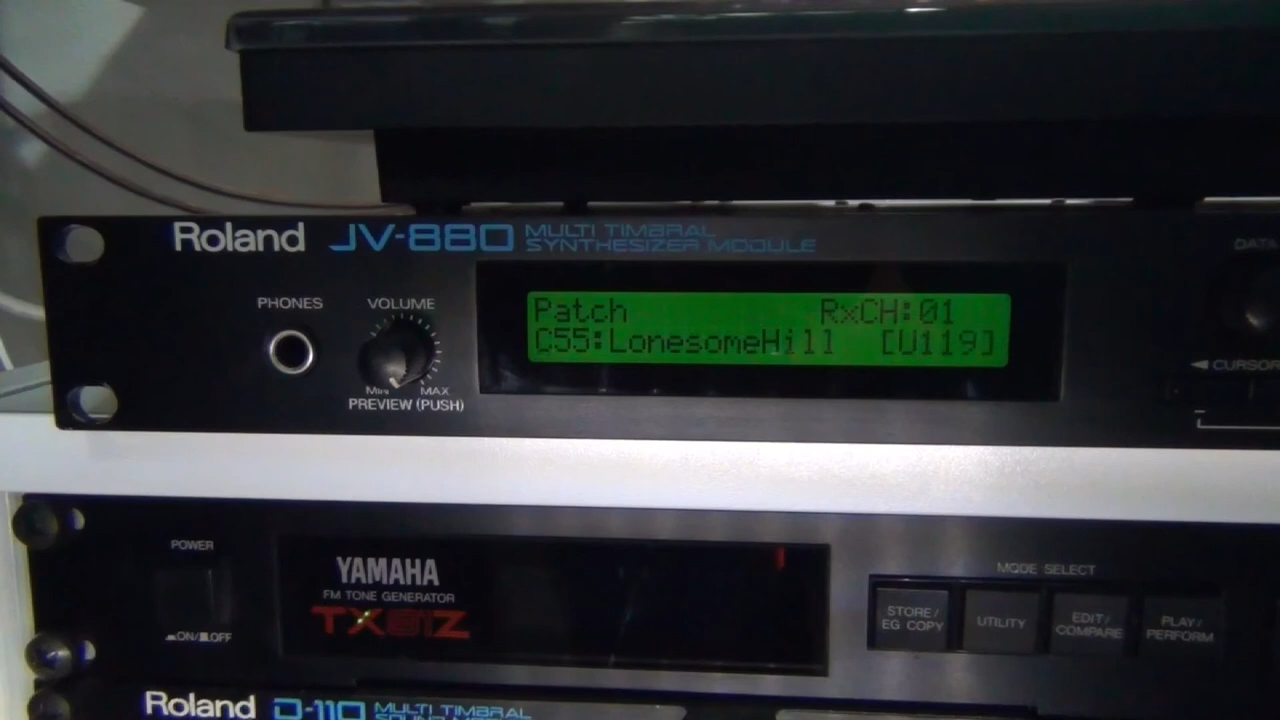 Roland JV-880 MULTI TIMBRAL
SYNTHESIZER MODULE
DATA
PHONES
VOLUME
MIN MAX
PREVIEW (PUSH)
Patch RxCH:01
C55:LonesomeHill [U119]
CURSOR
POWER
ON/OFF
YAMAHA
FM TONE GENERATOR
TX81Z
MODE SELECT
STORE/
EG COPY
UTILITY
EDIT/
COMPARE
PLAY/
PERFORM
Roland D-110 MULTI TIMBRAL